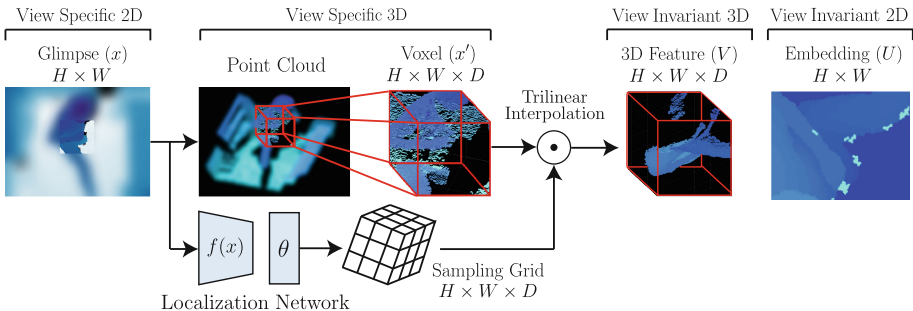 View Specific 2D
View Specific 3D
View Invariant 3D
View Invariant 2D
Glimpse (x)
H × W
Point Cloud
Voxel (x′)
H × W × D
Trilinear
Interpolation
3D Feature (V)
H × W × D
Embedding (U)
H × W
f(x)
θ
Localization Network
Sampling Grid
H × W × D